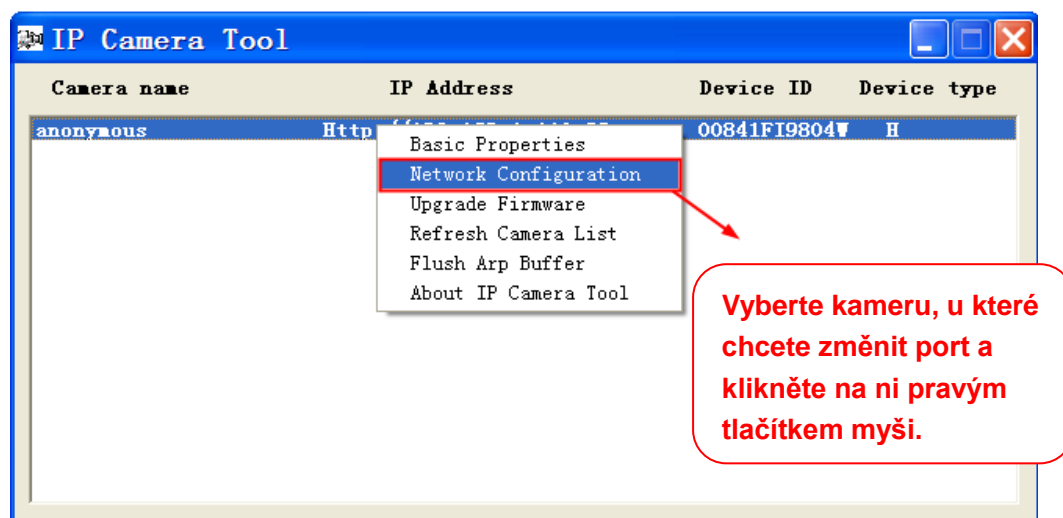 IP Camera Tool
Camera name IP Address Device ID Device type
anonymous Http 00841FI9804W H
Basic Properties
Network Configuration
Upgrade Firmware
Refresh Camera List
Flush Arp Buffer
About IP Camera Tool
Vyberte kameru, u které
chcete změnit port a
klikněte na ni pravým
tlačítkem myši.